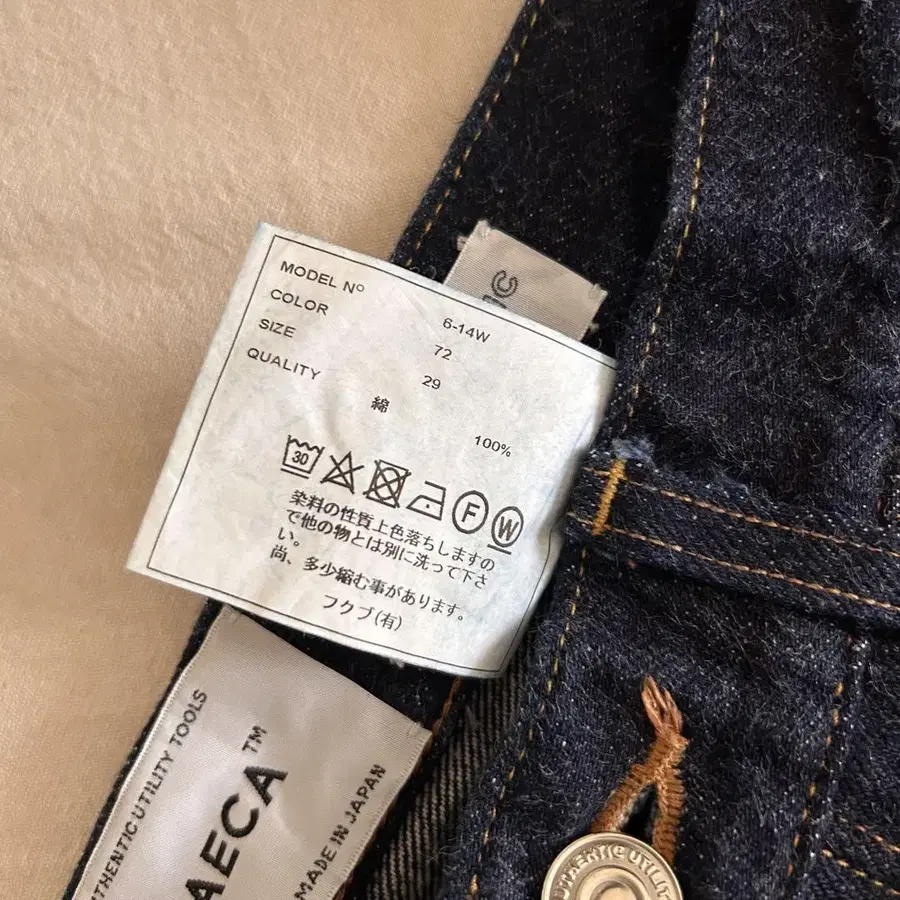 MODEL Nº 6-14W
COLOR 72
SIZE 29
QUALITY
綿 100%
30
F W
染料の性質上色落ちしますの
で他の物とは別に洗って下さ
い。
尚、多少縮む事があります。
フクブ(有)
UTHENTIC UTILITY TOOLS
AECA™
MADE IN JAPAN
AUTHENTIC UTILIT